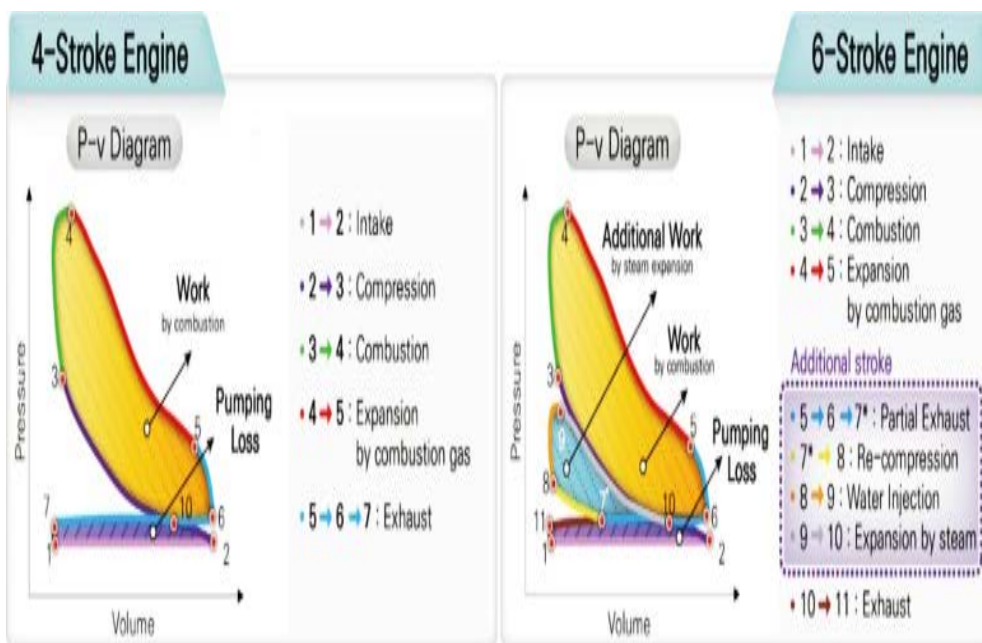 4-Stroke Engine
P-v Diagram
Pressure
4
3
5
7
10
6
1
2
Work
by combustion
Pumping
Loss
Volume
1 → 2 : Intake
2 → 3 : Compression
3 → 4 : Combustion
4 → 5 : Expansion
by combustion gas
5 → 6 → 7 : Exhaust
6-Stroke Engine
P-v Diagram
Pressure
4
Additional Work
by steam expansion
Work
by combustion
3
9
5
Pumping
Loss
8
7
11
10
6
1
2
Volume
1 → 2 : Intake
2 → 3 : Compression
3 → 4 : Combustion
4 → 5 : Expansion
by combustion gas
Additional stroke
5 → 6 → 7* : Partial Exhaust
7* → 8 : Re-compression
8 → 9 : Water Injection
9 → 10 : Expansion by steam
10 → 11 : Exhaust